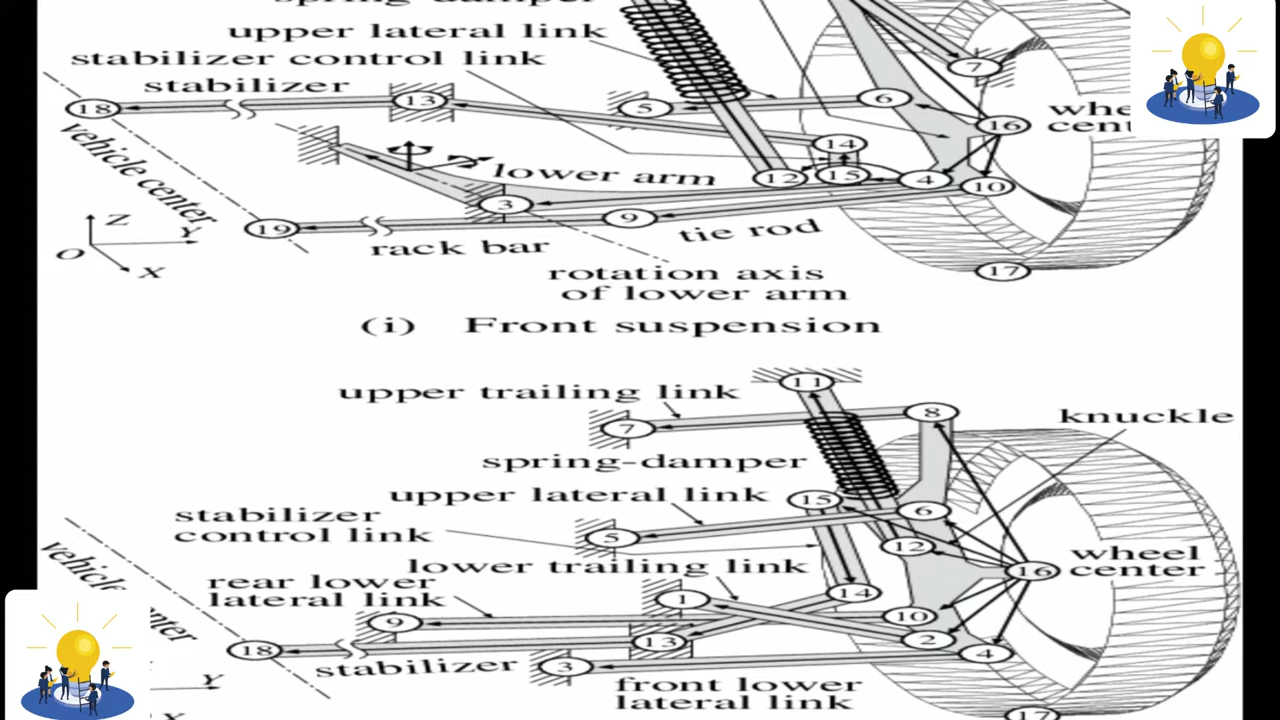 spring-damper
upper lateral link
stabilizer control link
stabilizer
7
18
13
5
6
16
whe
cent
14
vehicle center
lower arm
12
15
4
10
3
9
19
Z
Y
O
X
rack bar
tie rod
rotation axis
of lower arm
17
(i) Front suspension
11
upper trailing link
8
knuckle
7
spring-damper
upper lateral link
15
6
stabilizer
control link
5
12
wheel
center
16
lower trailing link
rear lower
lateral link
1
14
9
10
13
2
18
4
stabilizer
3
front lower
lateral link
Y
X
17